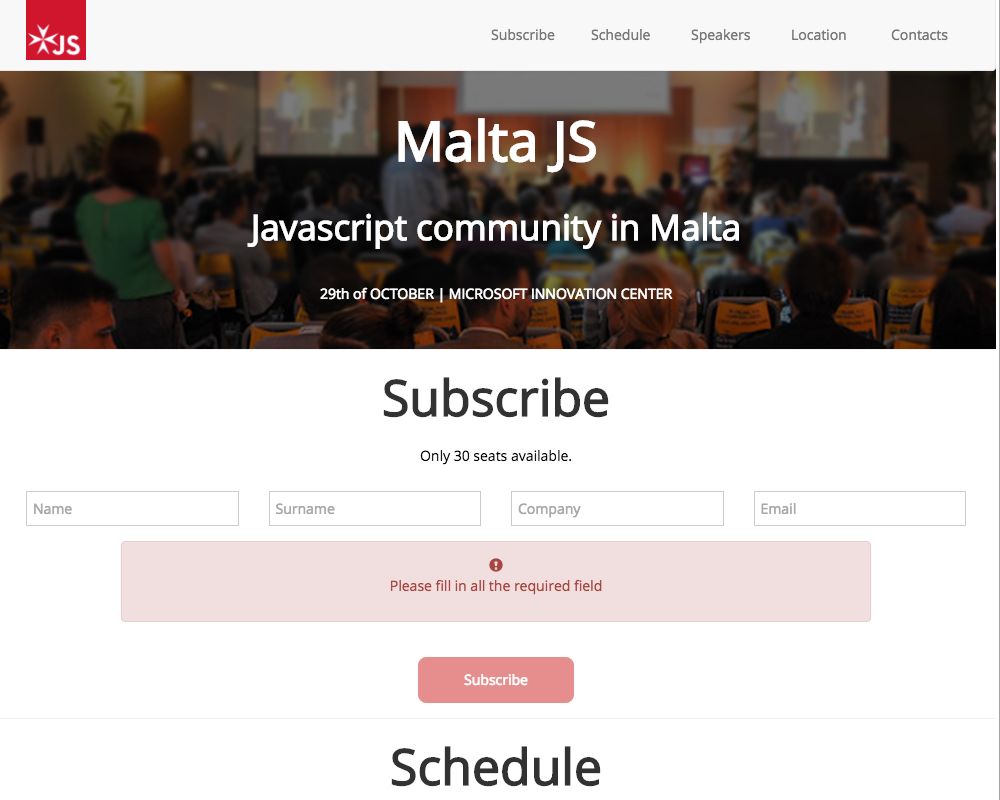 JS
Subscribe
Schedule
Speakers
Location
Contacts
Malta JS
Javascript community in Malta
29th of OCTOBER | MICROSOFT INNOVATION CENTER
Subscribe
Only 30 seats available.
Name
Surname
Company
Email
Please fill in all the required field
Subscribe
Schedule